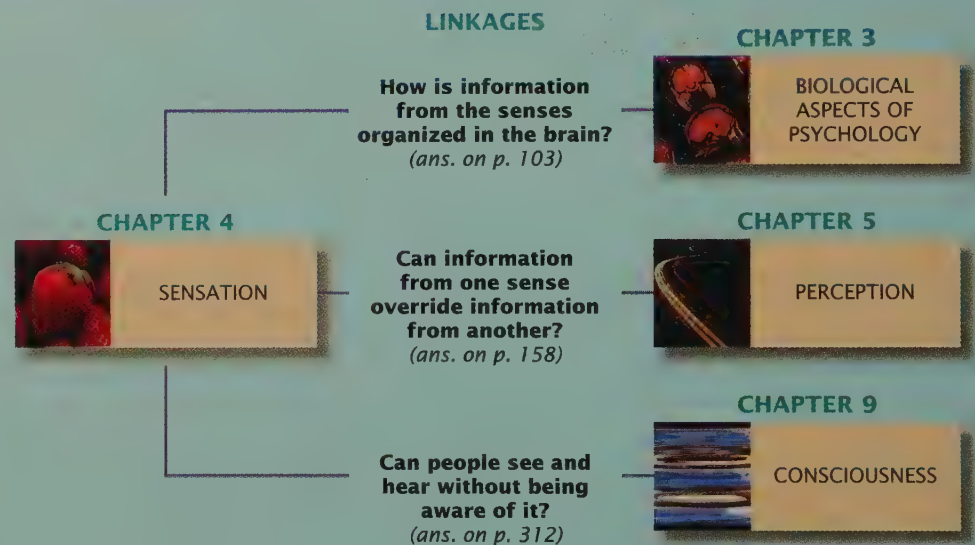 LINKAGES
CHAPTER 3
How is information
from the senses
organized in the brain?
(ans. on p. 103)
BIOLOGICAL
ASPECTS OF
PSYCHOLOGY
CHAPTER 4
SENSATION
Can information
from one sense
override information
from another?
(ans. on p. 158)
CHAPTER 5
PERCEPTION
Can people see and
hear without being
aware of it?
(ans. on p. 312)
CHAPTER 9
CONSCIOUSNESS